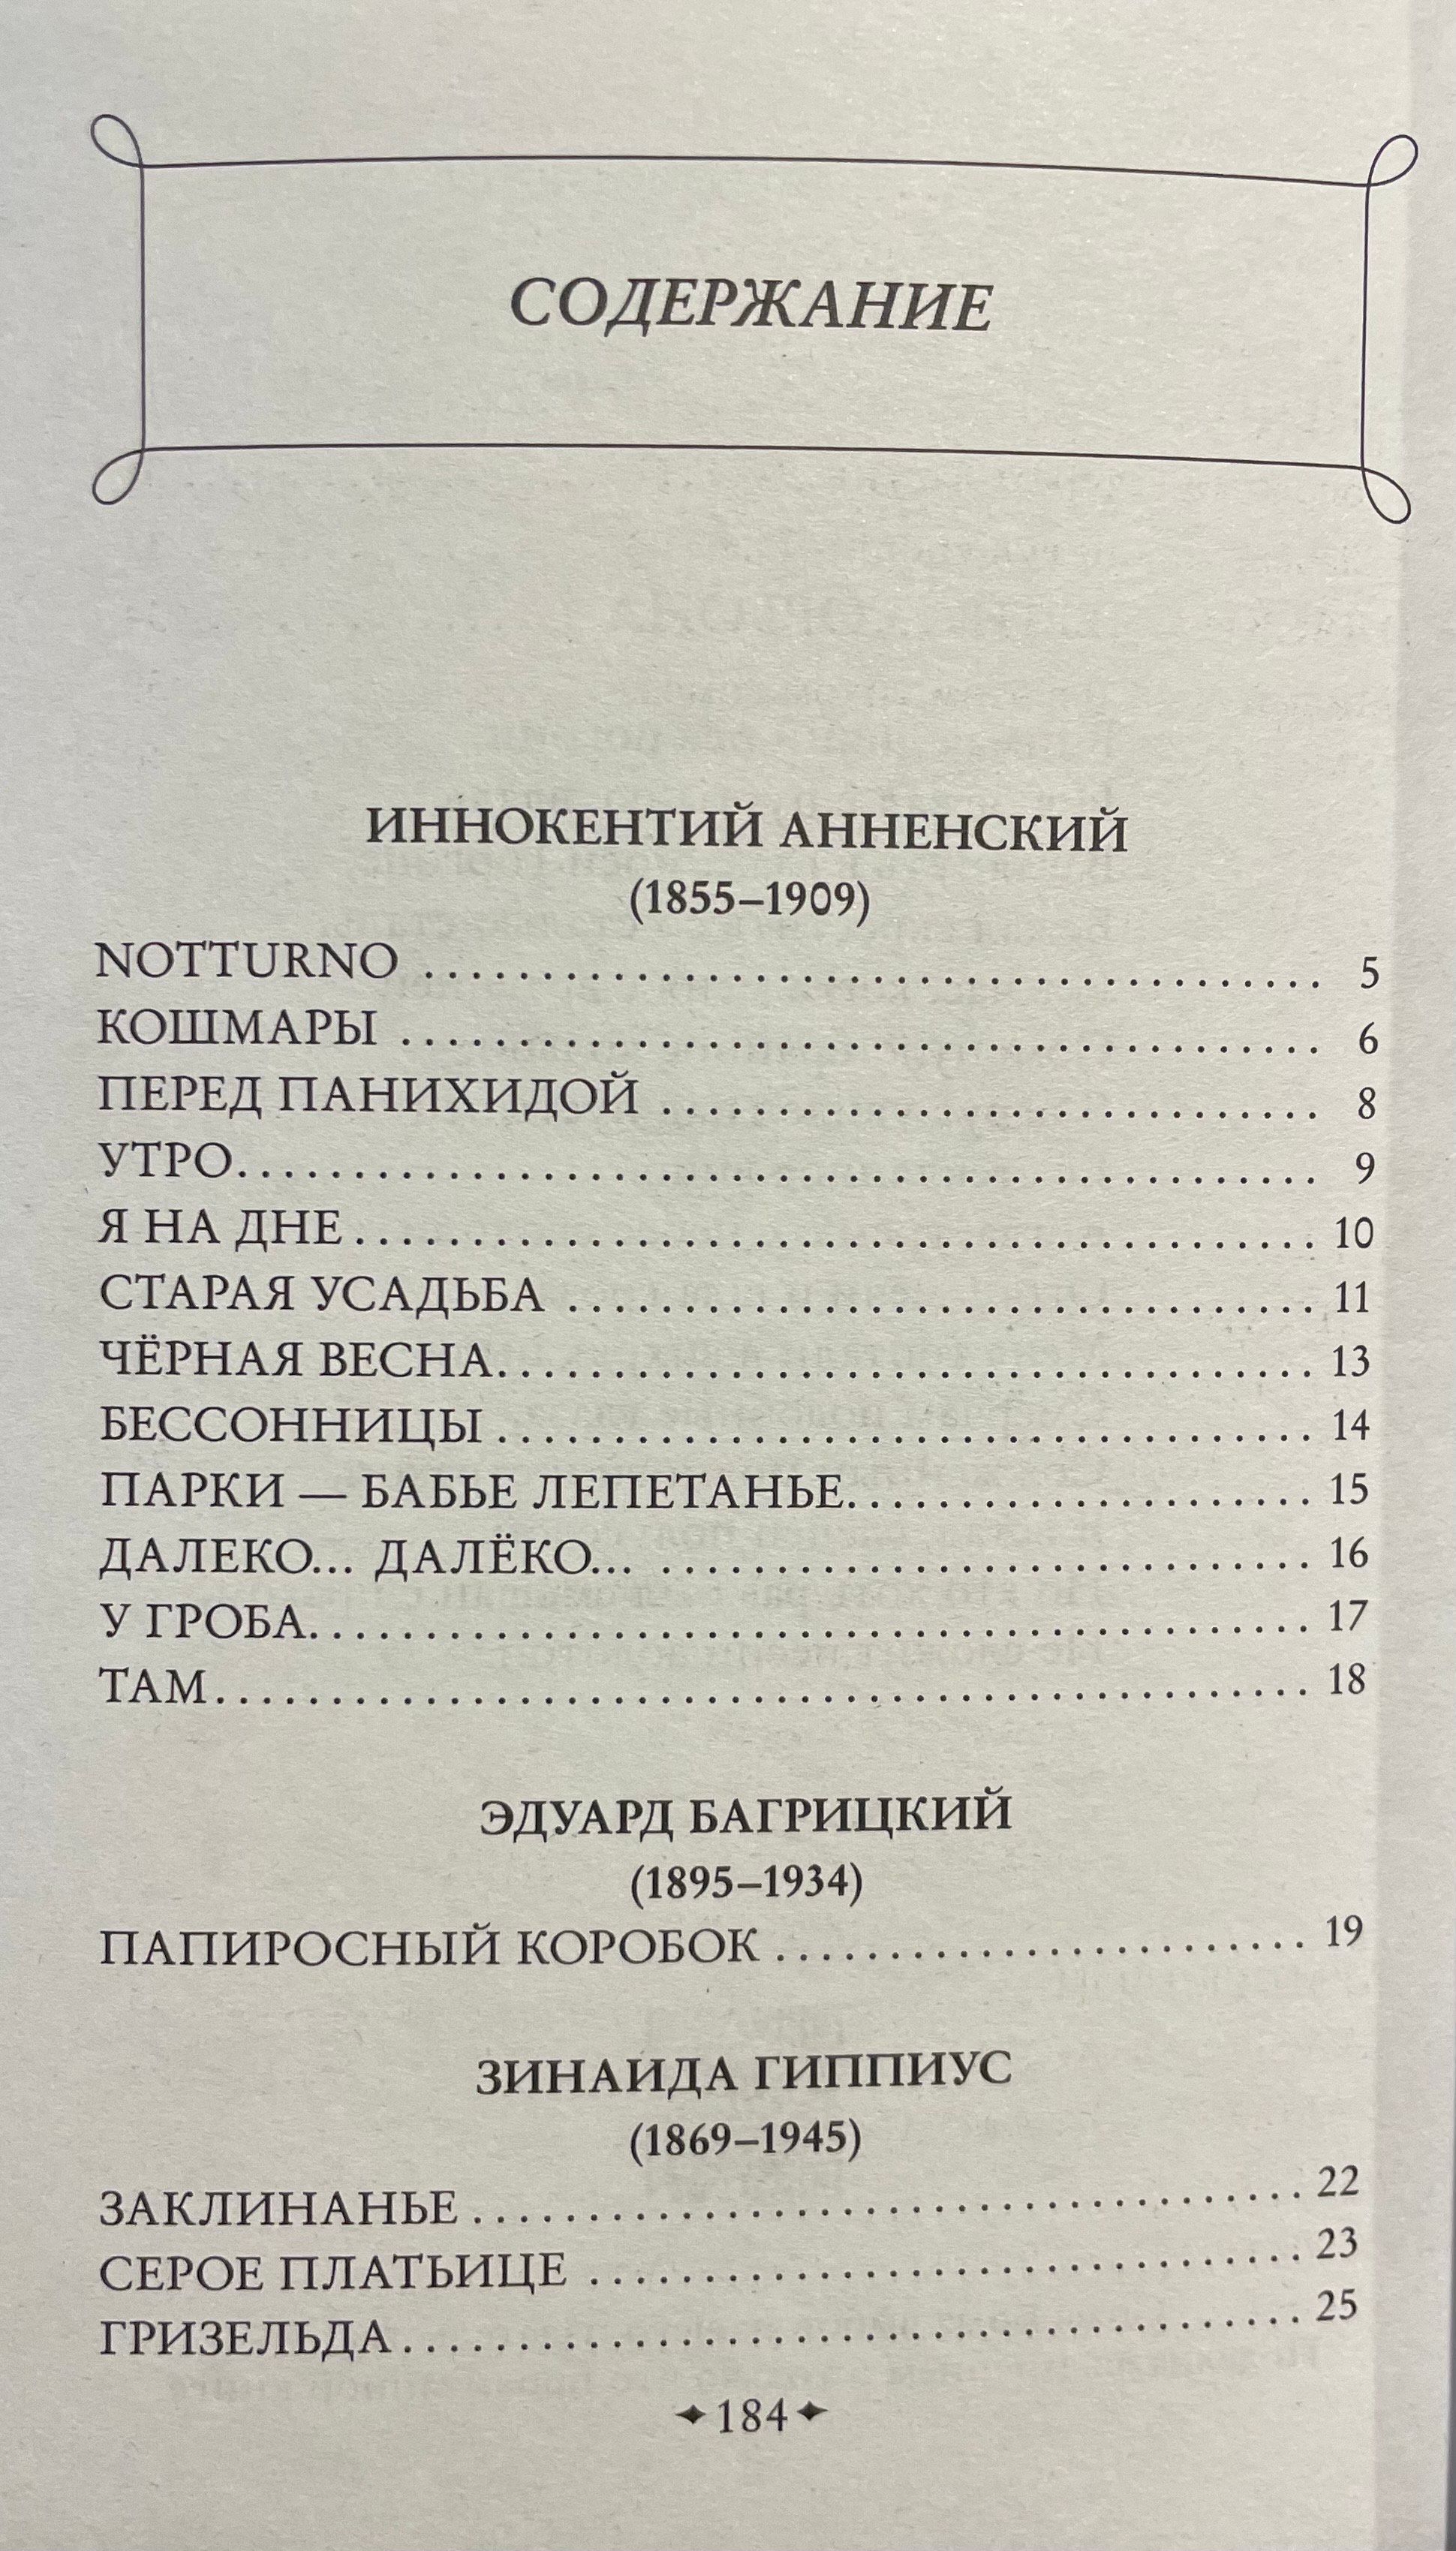 СОДЕРЖАНИЕ
ИННОКЕНТИЙ АННЕНСКИЙ
(1855–1909)
NOTTURNO ........................................ 5
КОШМАРЫ ........................................ 6
ПЕРЕД ПАНИХИДОЙ ............................ 8
УТРО............................................... 9
Я НА ДНЕ.......................................... 10
СТАРАЯ УСАДЬБА ................................ 11
ЧЁРНАЯ ВЕСНА................................... 13
БЕССОННИЦЫ ................................... 14
ПАРКИ — БАБЬЕ ЛЕПЕТАНЬЕ.................... 15
ДАЛЕКО... ДАЛЁКО... ............................ 16
У ГРОБА........................................... 17
ТАМ............................................... 18
ЭДУАРД БАГРИЦКИЙ
(1895–1934)
ПАПИРОСНЫЙ КОРОБОК ....................... 19
ЗИНАИДА ГИППИУС
(1869–1945)
ЗАКЛИНАНЬЕ .................................... 22
СЕРОЕ ПЛАТЬИЦЕ ............................... 23
ГРИЗЕЛЬДА....................................... 25
184